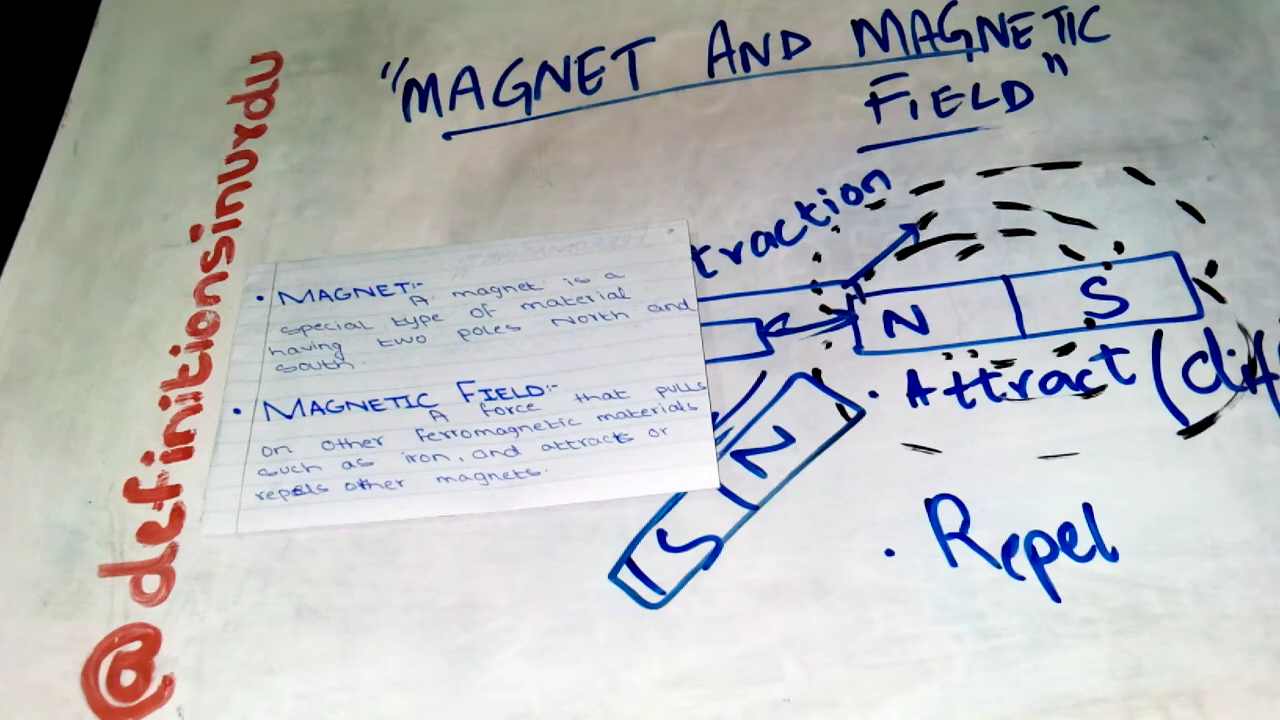 "MAGNET AND MAGNETIC
FIELD"
@definitionsinurdu
traction
• MAGNET:-
A magnet is a
special type of material
having two poles North and
south.
• MAGNETIC FIELD:-
A force that pulls
on other ferromagnetic materials
such as iron, and attracts or
repels other magnets.
N S
• Attract (dif
N
S
• Repel